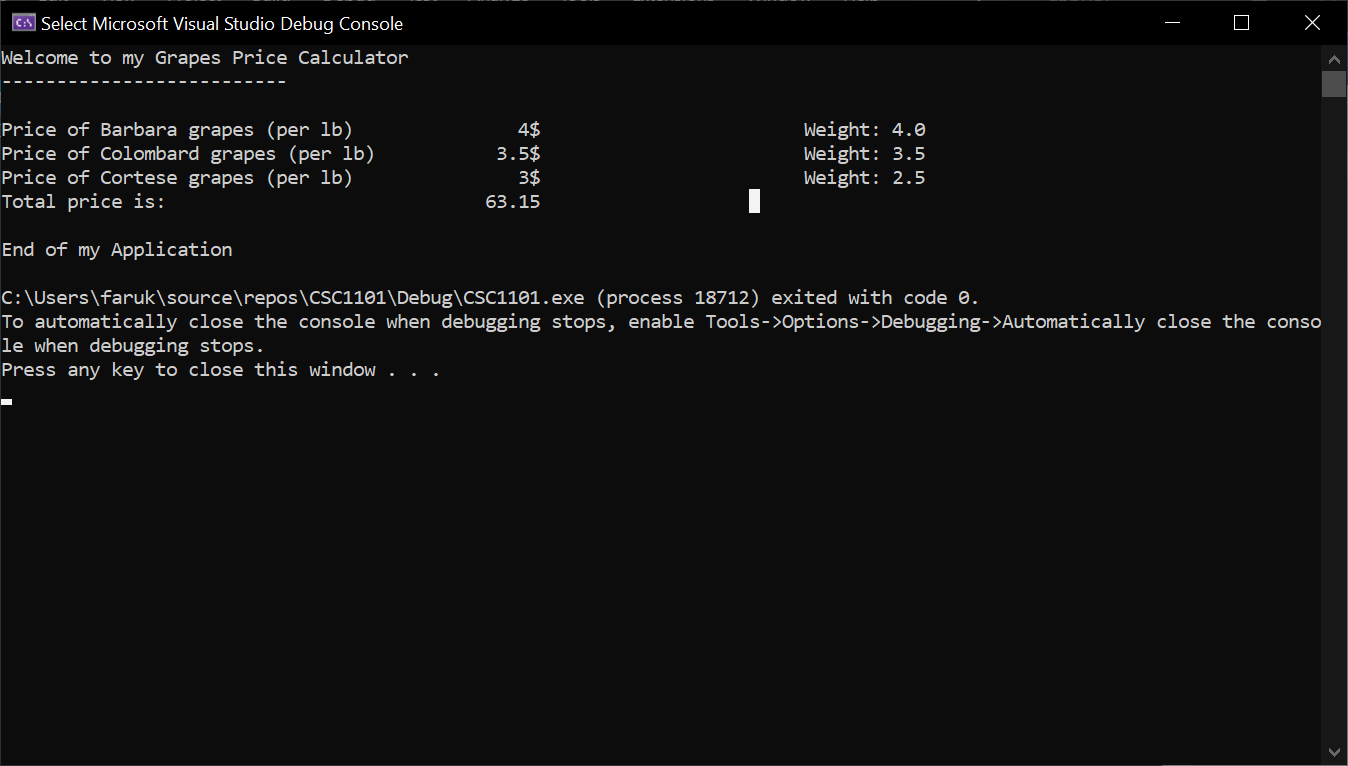 Select Microsoft Visual Studio Debug Console
Welcome to my Grapes Price Calculator
--------------------------
Price of Barbara grapes (per lb) 4$ Weight: 4.0
Price of Colombard grapes (per lb) 3.5$ Weight: 3.5
Price of Cortese grapes (per lb) 3$ Weight: 2.5
Total price is: 63.15
End of my Application
C:\Users\faruk\source\repos\CSC1101\Debug\CSC1101.exe (process 18712) exited with code 0.
To automatically close the console when debugging stops, enable Tools->Options->Debugging->Automatically close the conso
le when debugging stops.
Press any key to close this window . . .